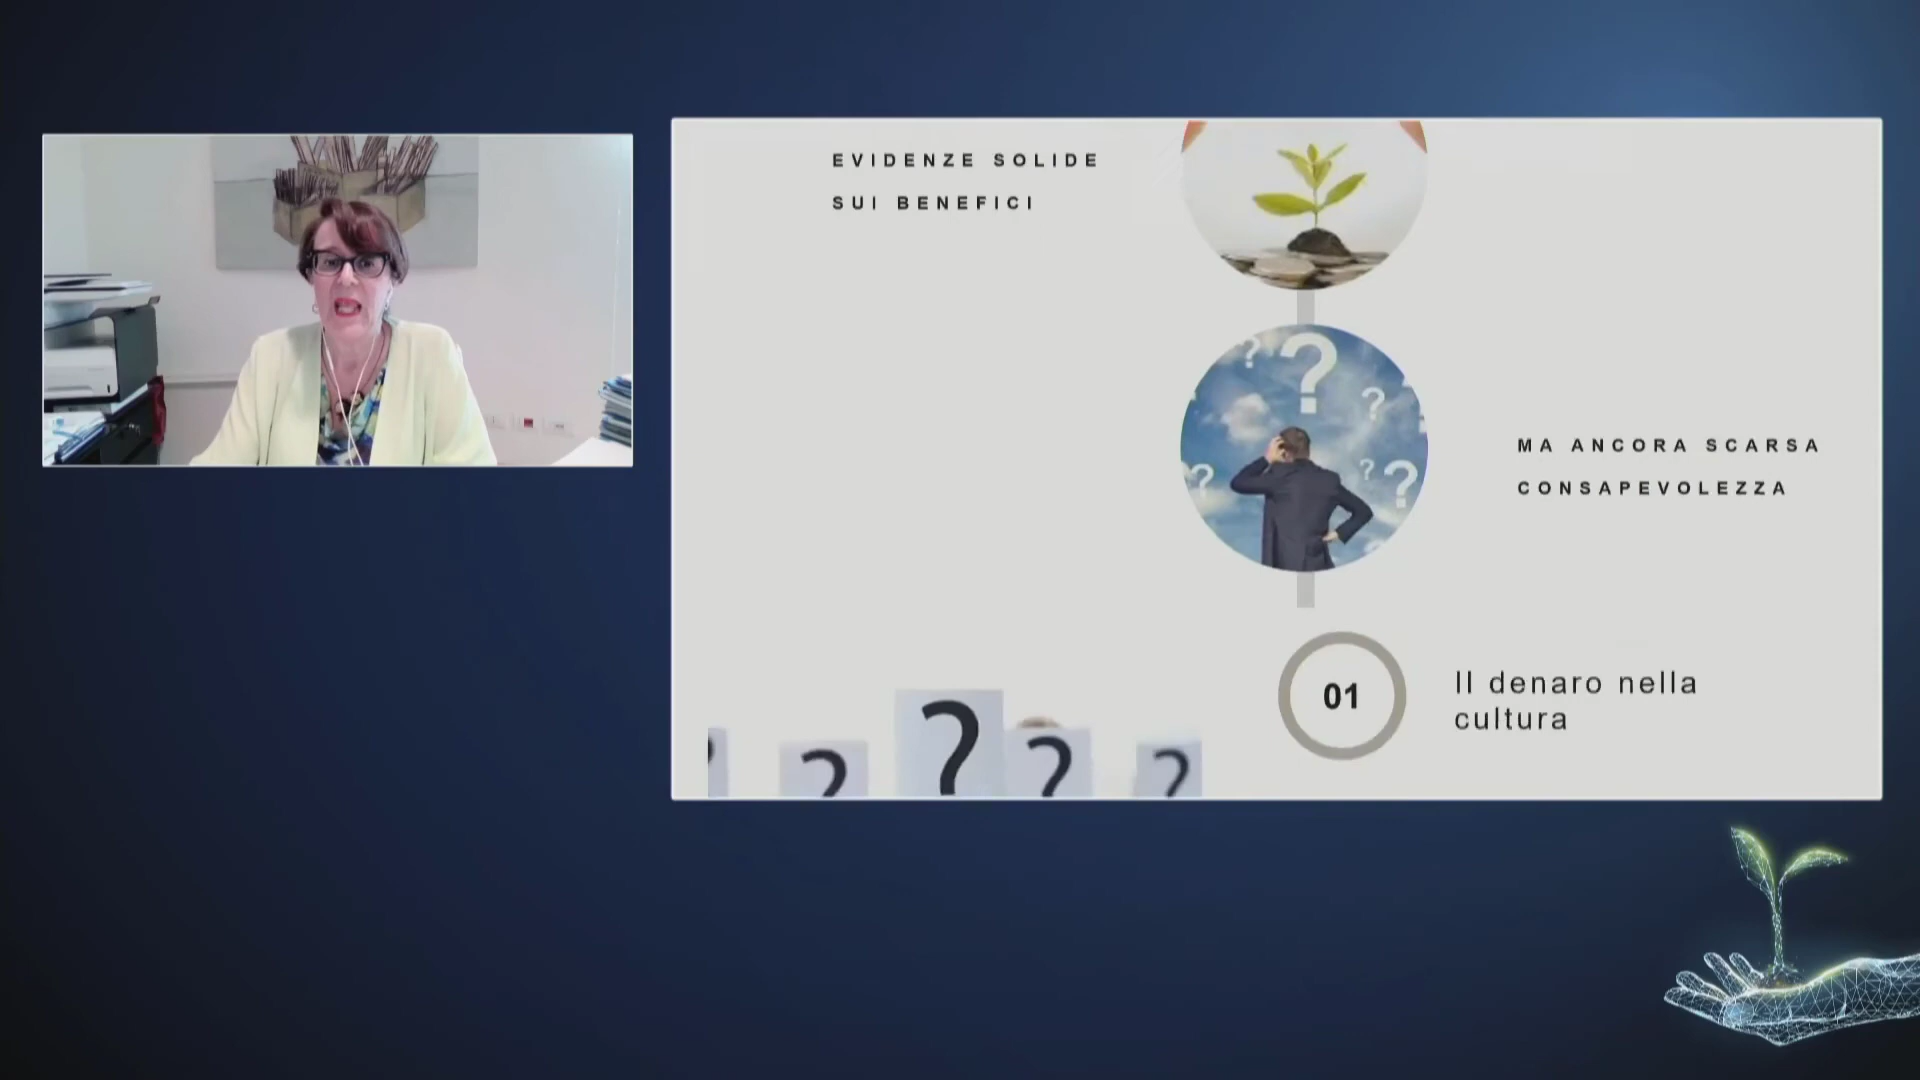 EVIDENZE SOLIDE
SUI BENEFICI
? ? ? ? ? ?
MA ANCORA SCARSA
CONSAPEVOLEZZA
01
Il denaro nella
cultura
? ? ? ? ?